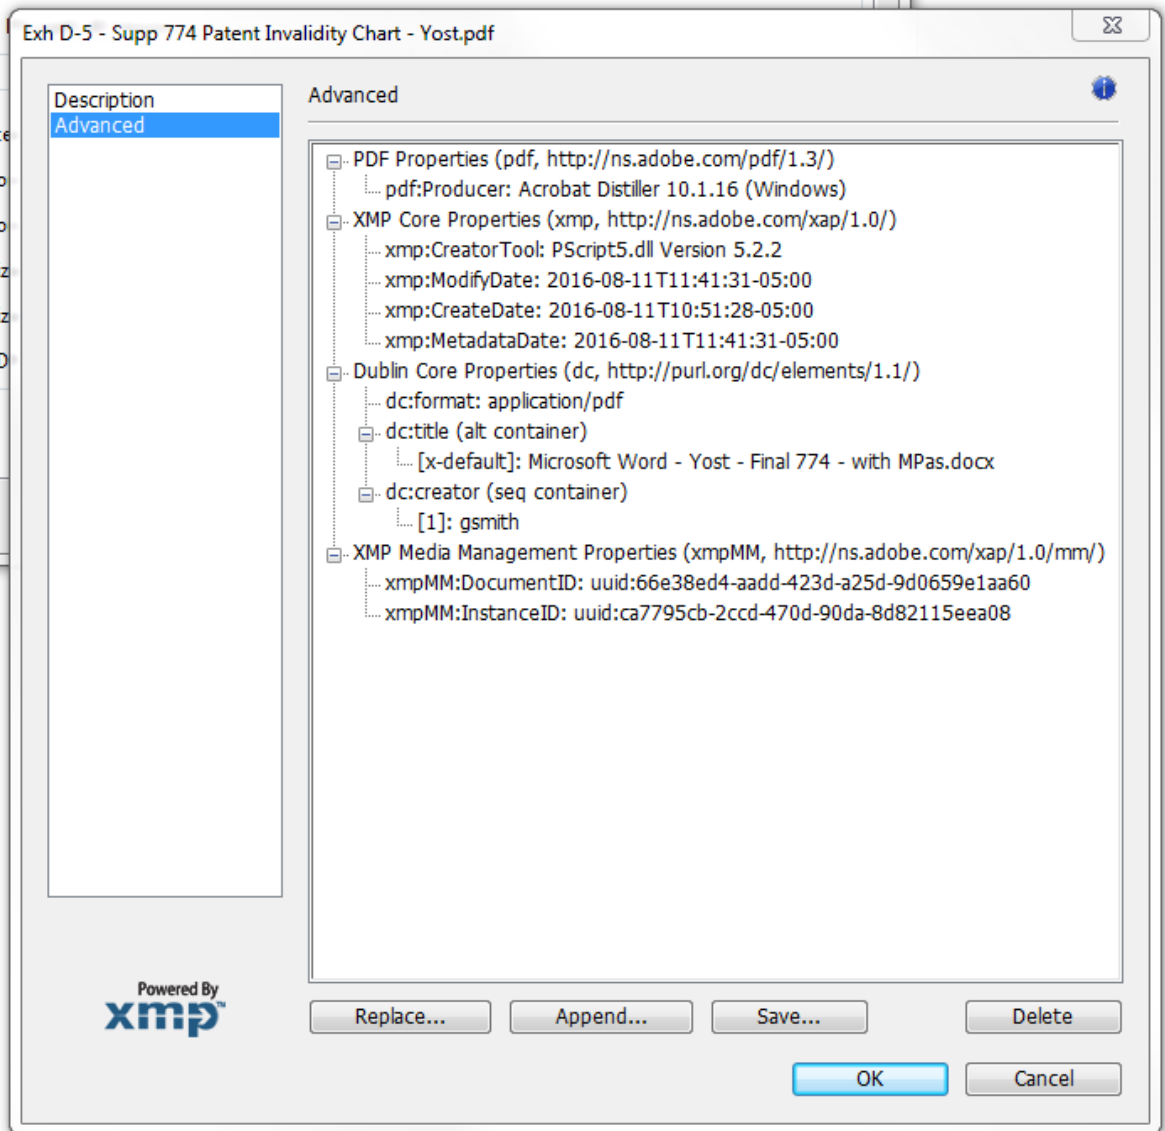 Exh D-5 - Supp 774 Patent Invalidity Chart - Yost.pdf
Description
Advanced
Advanced
PDF Properties (pdf, http://ns.adobe.com/pdf/1.3/)
pdf:Producer: Acrobat Distiller 10.1.16 (Windows)
XMP Core Properties (xmp, http://ns.adobe.com/xap/1.0/)
xmp:CreatorTool: PScript5.dll Version 5.2.2
xmp:ModifyDate: 2016-08-11T11:41:31-05:00
xmp:CreateDate: 2016-08-11T10:51:28-05:00
xmp:MetadataDate: 2016-08-11T11:41:31-05:00
Dublin Core Properties (dc, http://purl.org/dc/elements/1.1/)
dc:format: application/pdf
dc:title (alt container)
[x-default]: Microsoft Word - Yost - Final 774 - with MPas.docx
dc:creator (seq container)
[1]: gsmith
XMP Media Management Properties (xmpMM, http://ns.adobe.com/xap/1.0/mm/)
xmpMM:DocumentID: uuid:66e38ed4-aadd-423d-a25d-9d0659e1aa60
xmpMM:InstanceID: uuid:ca7795cb-2ccd-470d-90da-8d82115eea08
Powered By
xmp™
Replace... Append... Save... Delete
OK Cancel